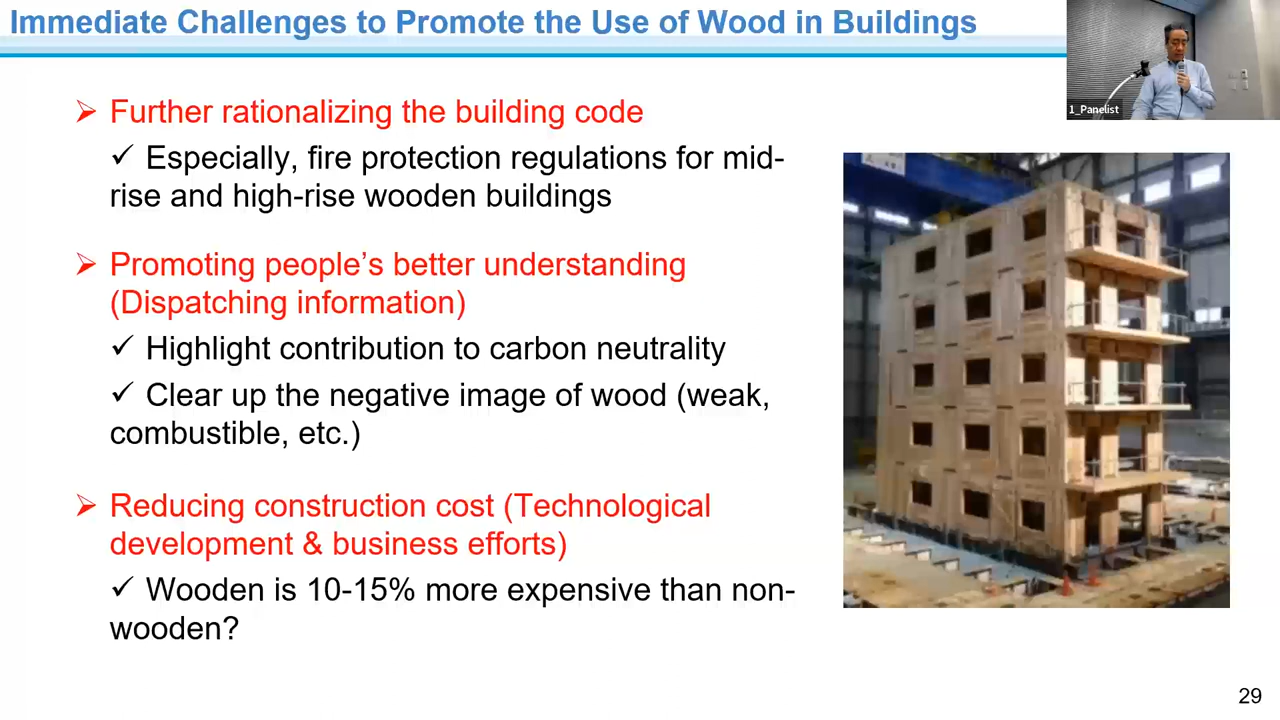 Immediate Challenges to Promote the Use of Wood in Buildings
1_Panelist
➢ Further rationalizing the building code
✓ Especially, fire protection regulations for mid-
rise and high-rise wooden buildings
➢ Promoting people’s better understanding
(Dispatching information)
✓ Highlight contribution to carbon neutrality
✓ Clear up the negative image of wood (weak,
combustible, etc.)
➢ Reducing construction cost (Technological
development & business efforts)
✓ Wooden is 10-15% more expensive than non-
wooden?
29